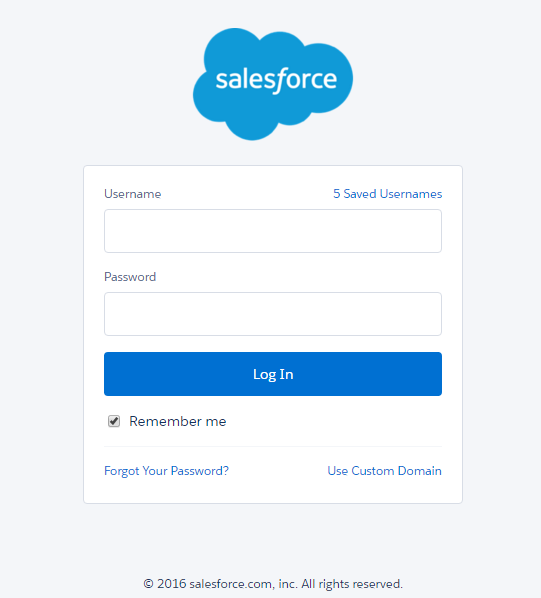 salesforce
Username 5 Saved Usernames
Password
Log In
Remember me
Forgot Your Password? Use Custom Domain
© 2016 salesforce.com, inc. All rights reserved.